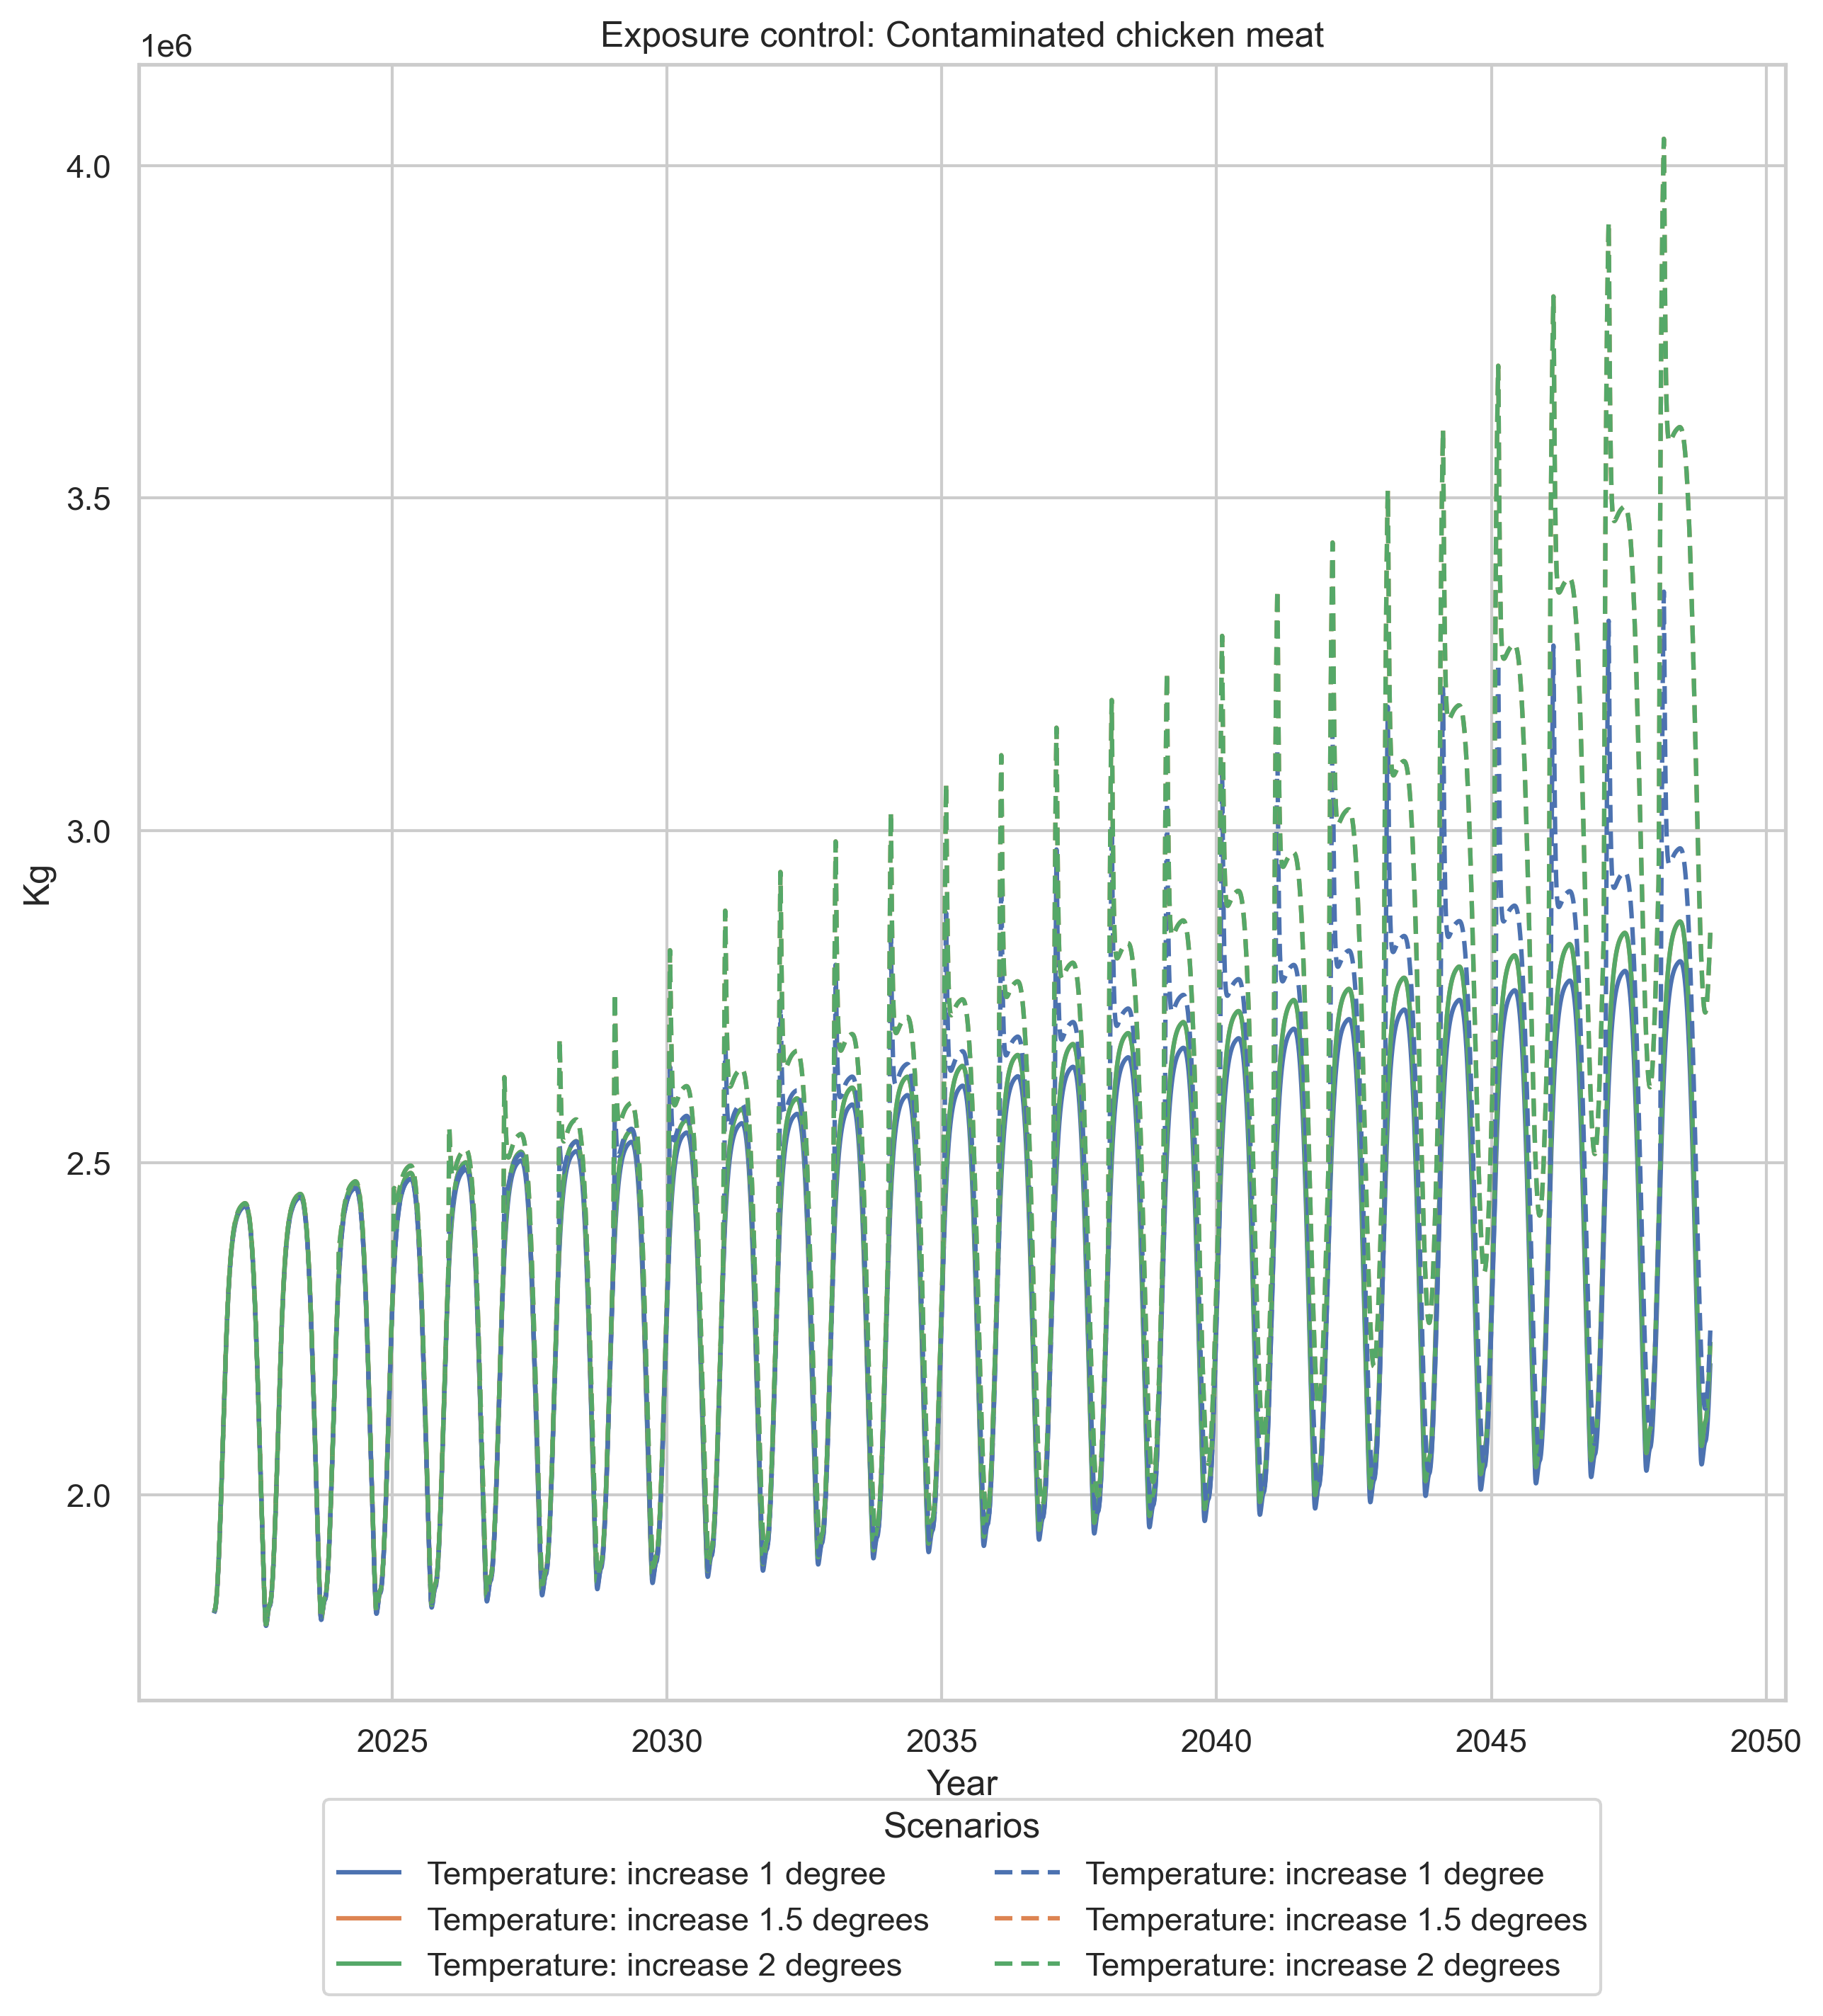 Exposure control: Contaminated chicken meat
1e6
4.0
3.5
3.0
2.5
2.0
Kg
2025 2030 2035 2040 2045 2050
Year
Scenarios
Temperature: increase 1 degree Temperature: increase 1 degree
Temperature: increase 1.5 degrees Temperature: increase 1.5 degrees
Temperature: increase 2 degrees Temperature: increase 2 degrees